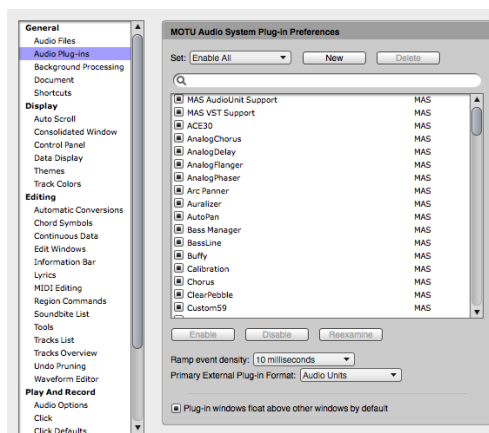 General
Audio Files
Audio Plug-ins
Background Processing
Document
Shortcuts
Display
Auto Scroll
Consolidated Window
Control Panel
Data Display
Themes
Track Colors
Editing
Automatic Conversions
Chord Symbols
Continuous Data
Edit Windows
Information Bar
Lyrics
MIDI Editing
Region Commands
Soundbite List
Tools
Tracks List
Tracks Overview
Undo Pruning
Waveform Editor
Play And Record
Audio Options
Click
Click Defaults
MOTU Audio System Plug-in Preferences
Set: Enable All New Delete
MAS AudioUnit Support MAS
MAS VST Support MAS
ACE30 MAS
AnalogChorus MAS
AnalogDelay MAS
AnalogFlanger MAS
AnalogPhaser MAS
Arc Panner MAS
Auralizer MAS
AutoPan MAS
Bass Manager MAS
BassLine MAS
Buffy MAS
Calibration MAS
Chorus MAS
ClearPebble MAS
Custom59 MAS
Enable Disable Reexamine
Ramp event density: 10 milliseconds
Primary External Plug-in Format: Audio Units
Plug-in windows float above other windows by default